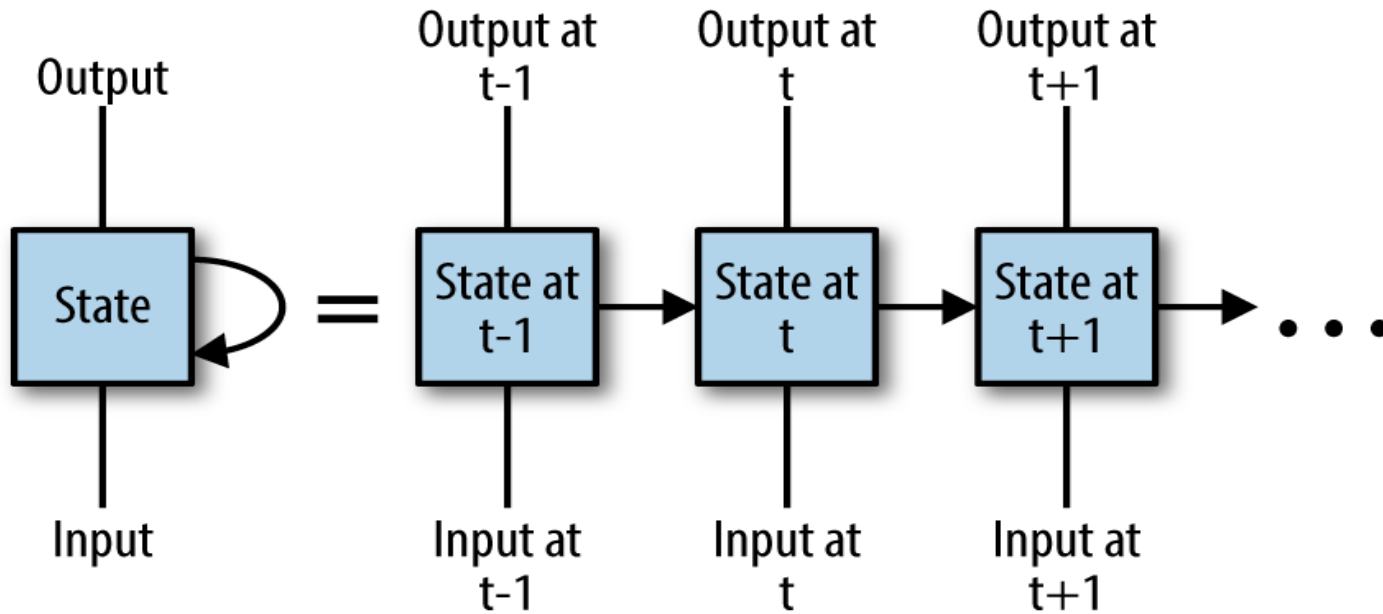 Output
State
Input
=
Output at
t-1
State at
t-1
Input at
t-1
Output at
t
State at
t
Input at
t
Output at
t+1
State at
t+1
Input at
t+1
...